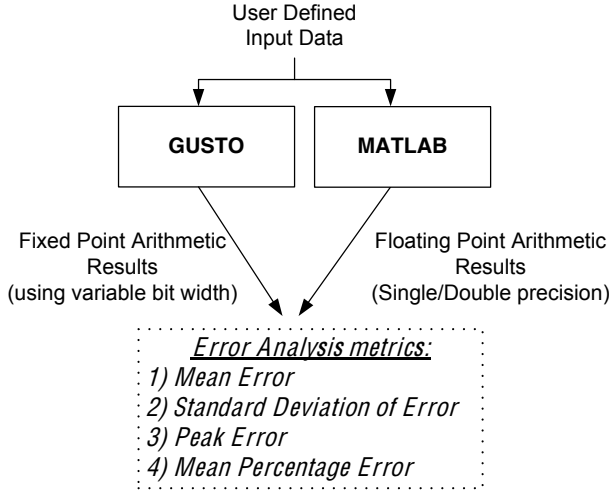 User Defined
Input Data
GUSTO
MATLAB
Fixed Point Arithmetic
Results
(using variable bit width)
Floating Point Arithmetic
Results
(Single/Double precision)
Error Analysis metrics:
1) Mean Error
2) Standard Deviation of Error
3) Peak Error
4) Mean Percentage Error